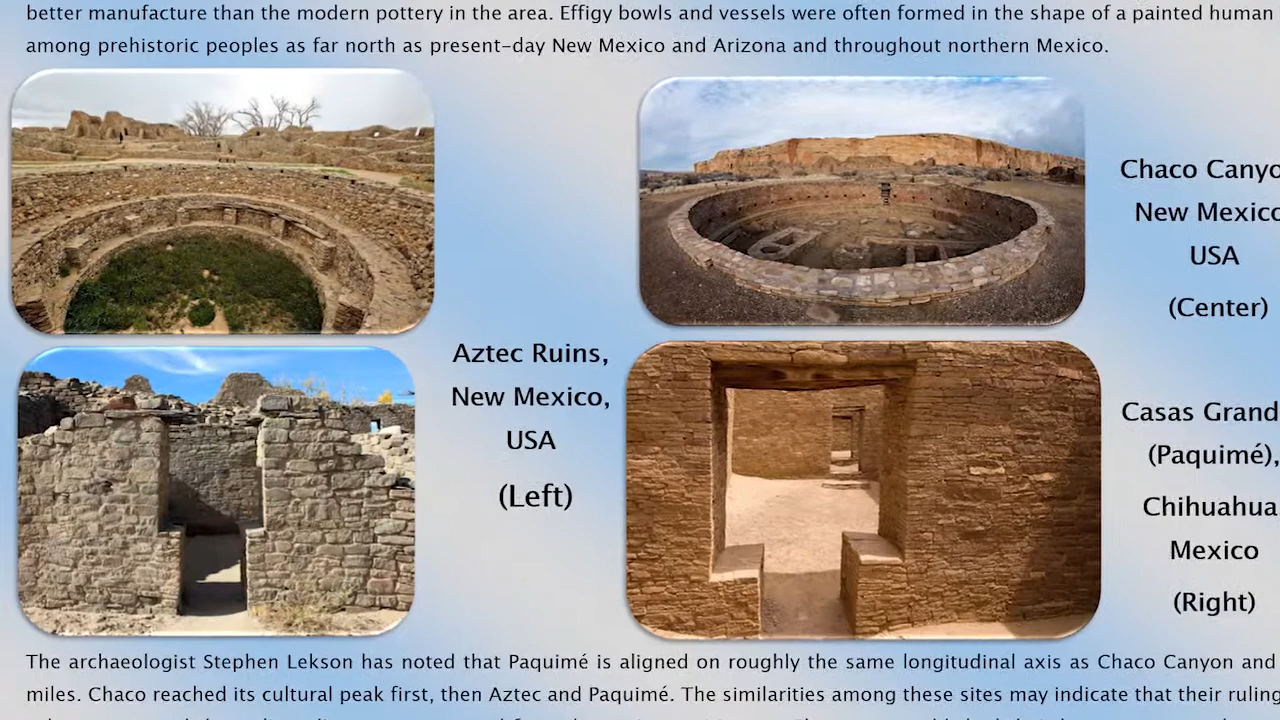 better manufacture than the modern pottery in the area. Effigy bowls and vessels were often formed in the shape of a painted human
among prehistoric peoples as far north as present-day New Mexico and Arizona and throughout northern Mexico.
Chaco Canyo
New Mexico
USA
(Center)
Aztec Ruins,
New Mexico,
USA
(Left)
Casas Grand
(Paquimé),
Chihuahua
Mexico
(Right)
The archaeologist Stephen Lekson has noted that Paquimé is aligned on roughly the same longitudinal axis as Chaco Canyon and
miles. Chaco reached its cultural peak first, then Aztec and Paquimé. The similarities among these sites may indicate that their ruling